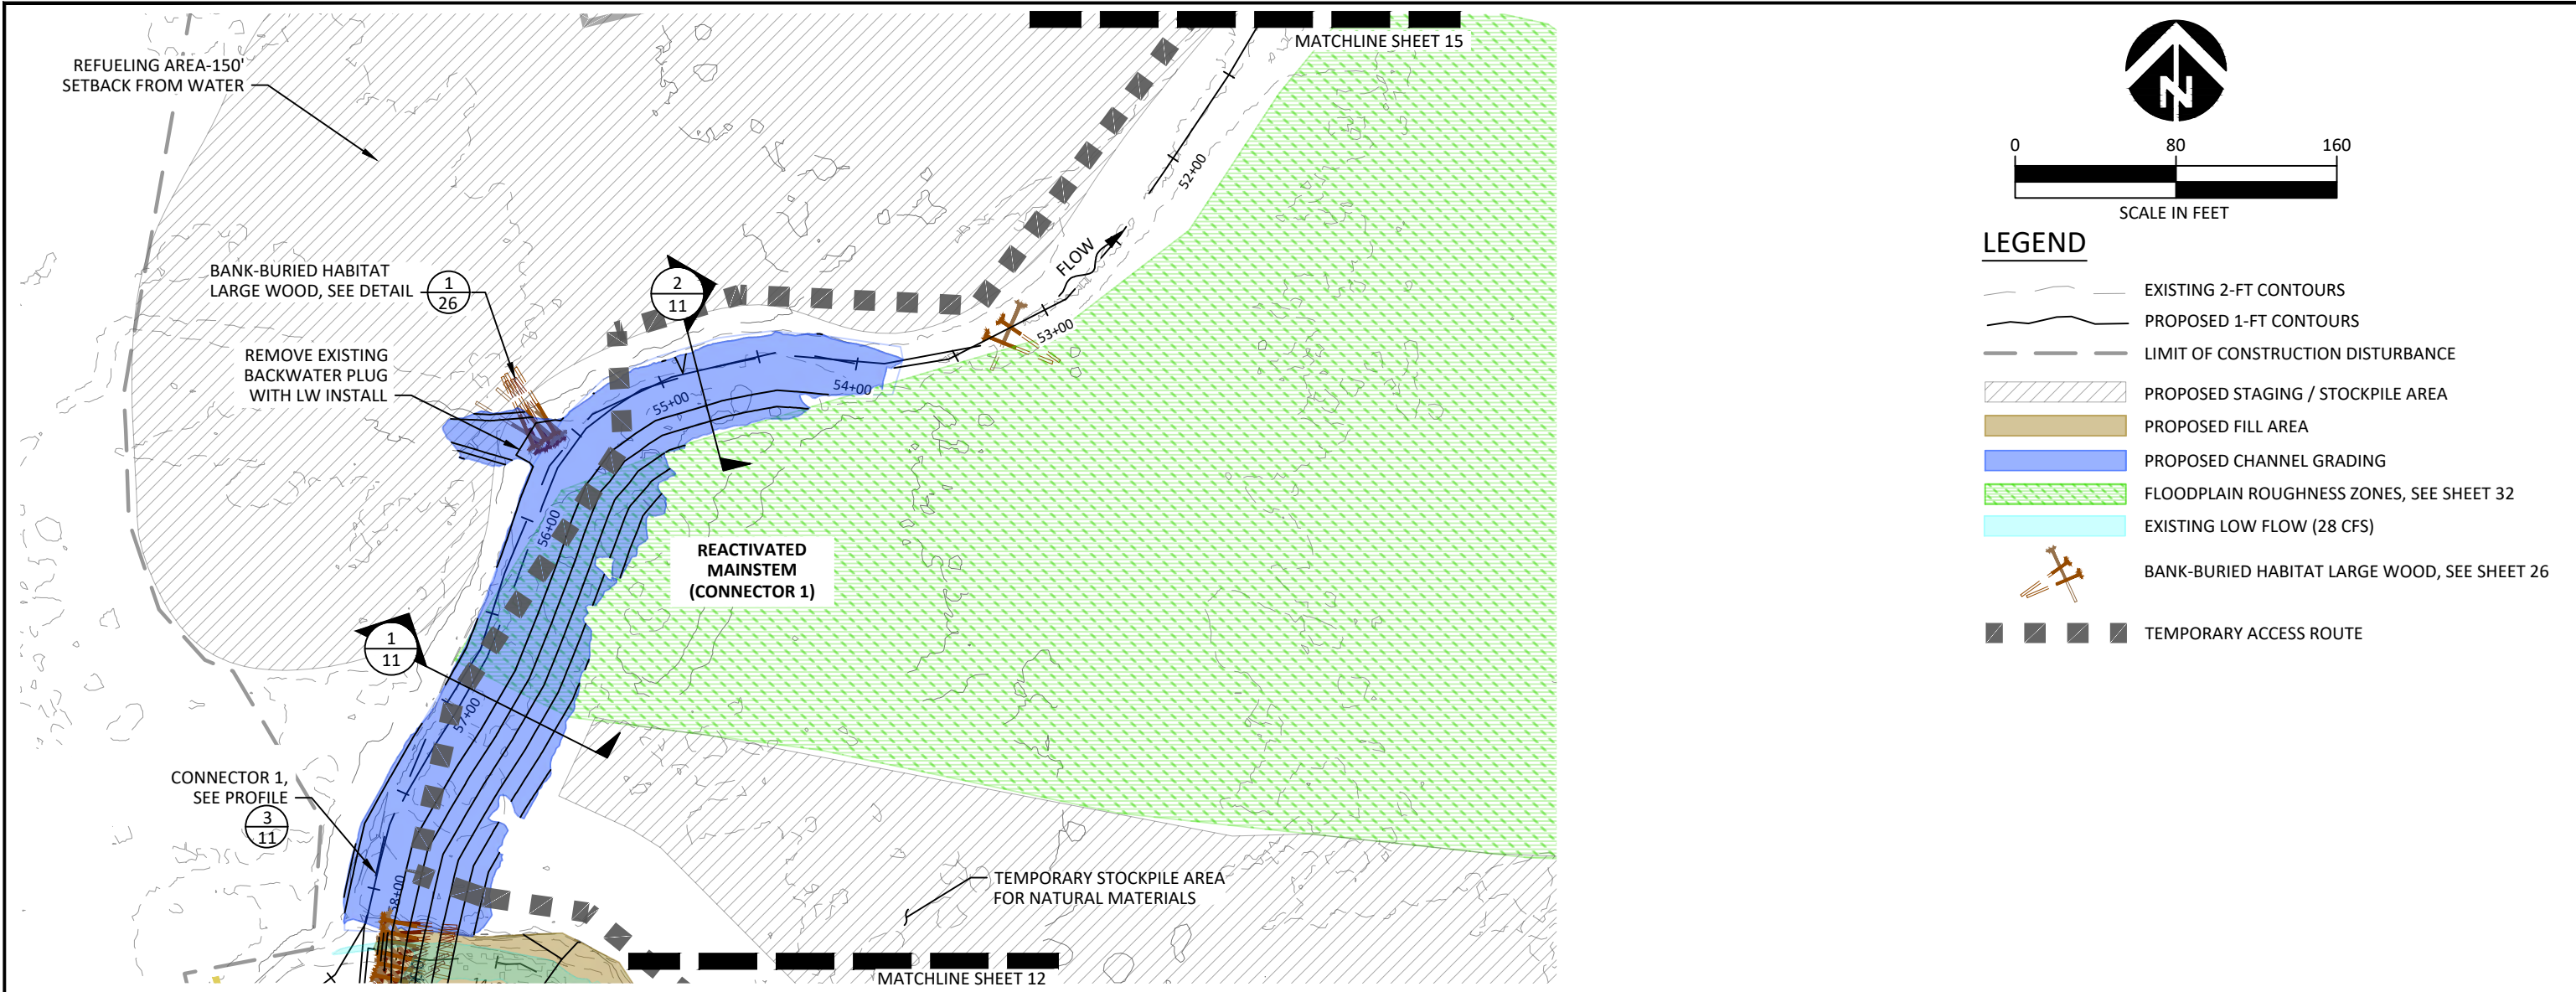 MATCHLINE SHEET 15
REFUELING AREA-150'
SETBACK FROM WATER
52+00
FLOW
BANK-BURIED HABITAT
LARGE WOOD, SEE DETAIL
1
26
2
11
53+00
REMOVE EXISTING
BACKWATER PLUG
WITH LW INSTALL
54+00
55+00
56+00
REACTIVATED
MAINSTEM
(CONNECTOR 1)
1
11
57+00
CONNECTOR 1,
SEE PROFILE
3
11
58+00
TEMPORARY STOCKPILE AREA
FOR NATURAL MATERIALS
MATCHLINE SHEET 12
14
N
0 80 160
SCALE IN FEET
LEGEND
EXISTING 2-FT CONTOURS
PROPOSED 1-FT CONTOURS
LIMIT OF CONSTRUCTION DISTURBANCE
PROPOSED STAGING / STOCKPILE AREA
PROPOSED FILL AREA
PROPOSED CHANNEL GRADING
FLOODPLAIN ROUGHNESS ZONES, SEE SHEET 32
EXISTING LOW FLOW (28 CFS)
BANK-BURIED HABITAT LARGE WOOD, SEE SHEET 26
TEMPORARY ACCESS ROUTE